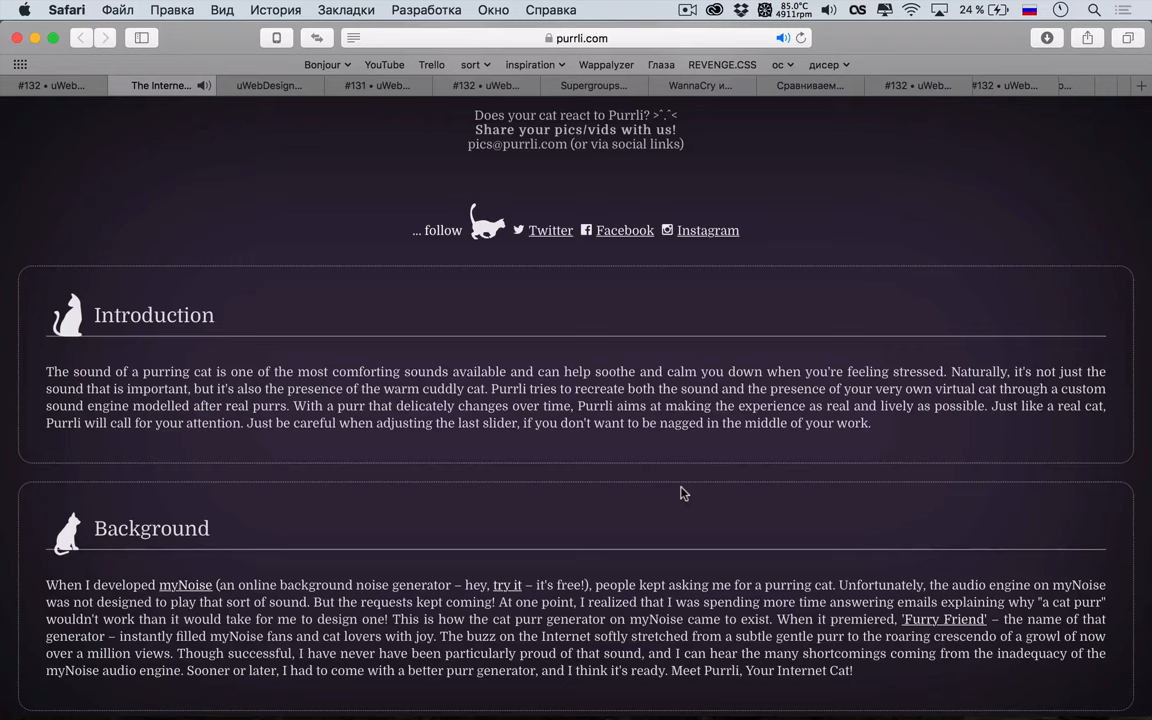 Safari Файл Правка Вид История Закладки Разработка Окно Справка 85.0°C 4911rpm 24 %
purrli.com
Bonjour YouTube Trello sort inspiration Wappalyzer Глаза REVENGE.CSS ос дисер
#132 • uWeb... The Interne... uWebDesign... #131 • uWeb... #132 • uWeb... Supergroups... WannaCry и... Сравниваем... #132 • uWeb... #132 • uWeb...
Does your cat react to Purrli? >ˆ.ˆ<
Share your pics/vids with us!
pics@purrli.com (or via social links)
... follow Twitter Facebook Instagram
Introduction
The sound of a purring cat is one of the most comforting sounds available and can help soothe and calm you down when you're feeling stressed. Naturally, it's not just the
sound that is important, but it's also the presence of the warm cuddly cat. Purrli tries to recreate both the sound and the presence of your very own virtual cat through a custom
sound engine modelled after real purrs. With a purr that delicately changes over time, Purrli aims at making the experience as real and lively as possible. Just like a real cat,
Purrli will call for your attention. Just be careful when adjusting the last slider, if you don't want to be nagged in the middle of your work.
Background
When I developed myNoise (an online background noise generator – hey, try it – it's free!), people kept asking me for a purring cat. Unfortunately, the audio engine on myNoise
was not designed to play that sort of sound. But the requests kept coming! At one point, I realized that I was spending more time answering emails explaining why "a cat purr"
wouldn't work than it would take for me to design one! This is how the cat purr generator on myNoise came to exist. When it premiered, 'Furry Friend' – the name of that
generator – instantly filled myNoise fans and cat lovers with joy. The buzz on the Internet softly stretched from a subtle gentle purr to the roaring crescendo of a growl of now
over a million views. Though successful, I have never have been particularly proud of that sound, and I can hear the many shortcomings coming from the inadequacy of the
myNoise audio engine. Sooner or later, I had to come with a better purr generator, and I think it's ready. Meet Purrli, Your Internet Cat!